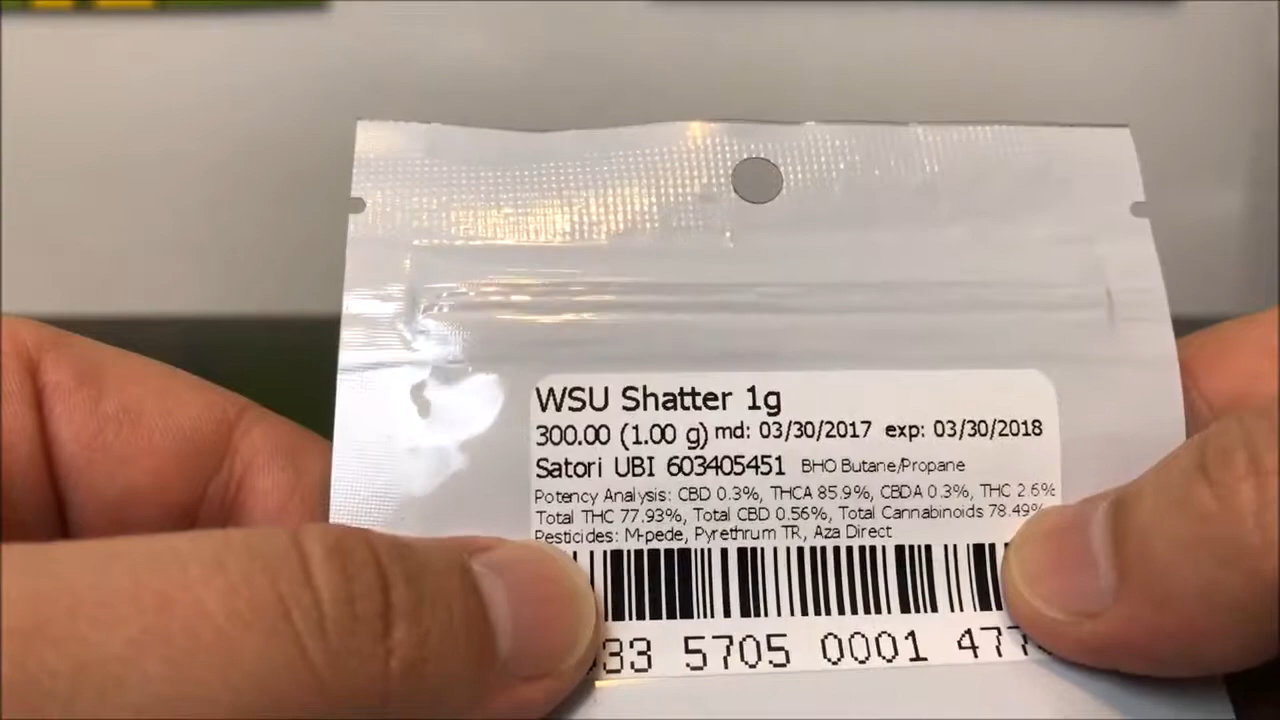 WSU Shatter 1g
300.00 (1.00 g) md: 03/30/2017 exp: 03/30/2018
Satori UBI 603405451 BHO Butane/Propane
Potency Analysis: CBD 0.3%, THCA 85.9%, CBDA 0.3%, THC 2.6%
Total THC 77.93%, Total CBD 0.56%, Total Cannabinoids 78.49%
Pesticides: M-pede, Pyrethrum TR, Aza Direct
33 5705 0001 477